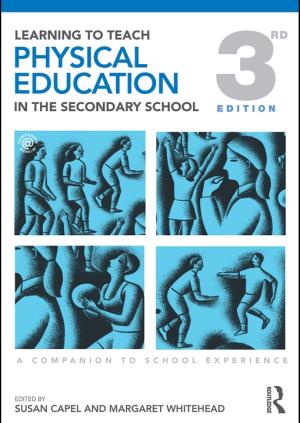 LEARNING TO TEACH
PHYSICAL
EDUCATION
IN THE SECONDARY SCHOOL
3RD
EDITION
@
A COMPANION TO SCHOOL EXPERIENCE
EDITED BY
SUSAN CAPEL AND MARGARET WHITEHEAD
ROUTLEDGE